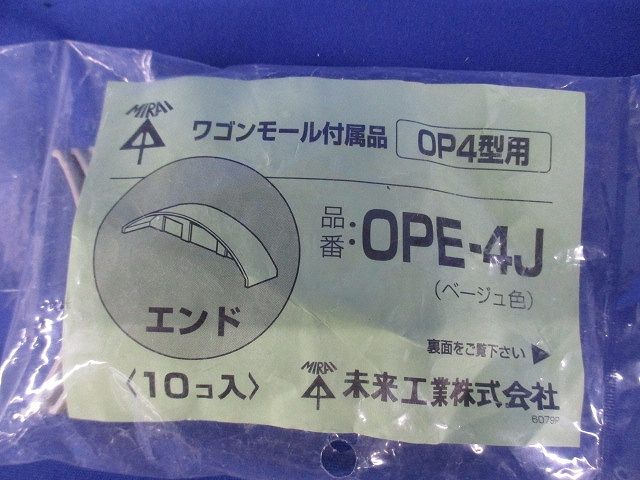 MIRAI
ワゴンモール付属品 OP4型用
品番:OPE-4J
(ベージュ色)
エンド
裏面をご覧下さい▶
〈10コ入〉
MIRAI 未来工業株式会社
6079P